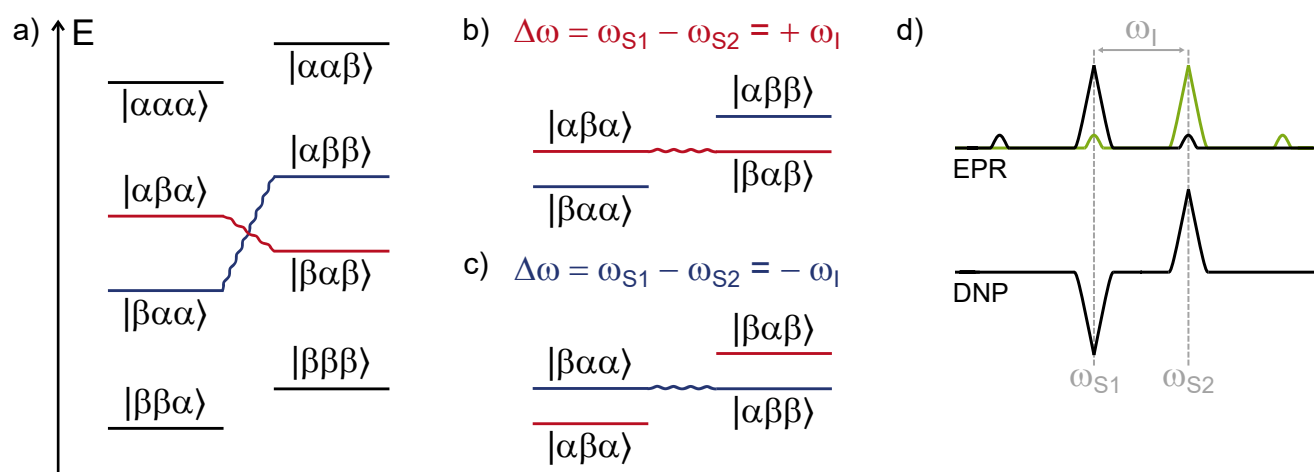 a)
E
|ααα⟩
|ααβ⟩
|αβα⟩
|αββ⟩
|βαα⟩
|βαβ⟩
|ββα⟩
|βββ⟩
b) Δω = ωS1 − ωS2 = + ωI
|αβα⟩
|αββ⟩
|βαα⟩
|βαβ⟩
c) Δω = ωS1 − ωS2 = − ωI
|βαα⟩
|βαβ⟩
|αβα⟩
|αββ⟩
d)
ωI
EPR
DNP
ωS1 ωS2